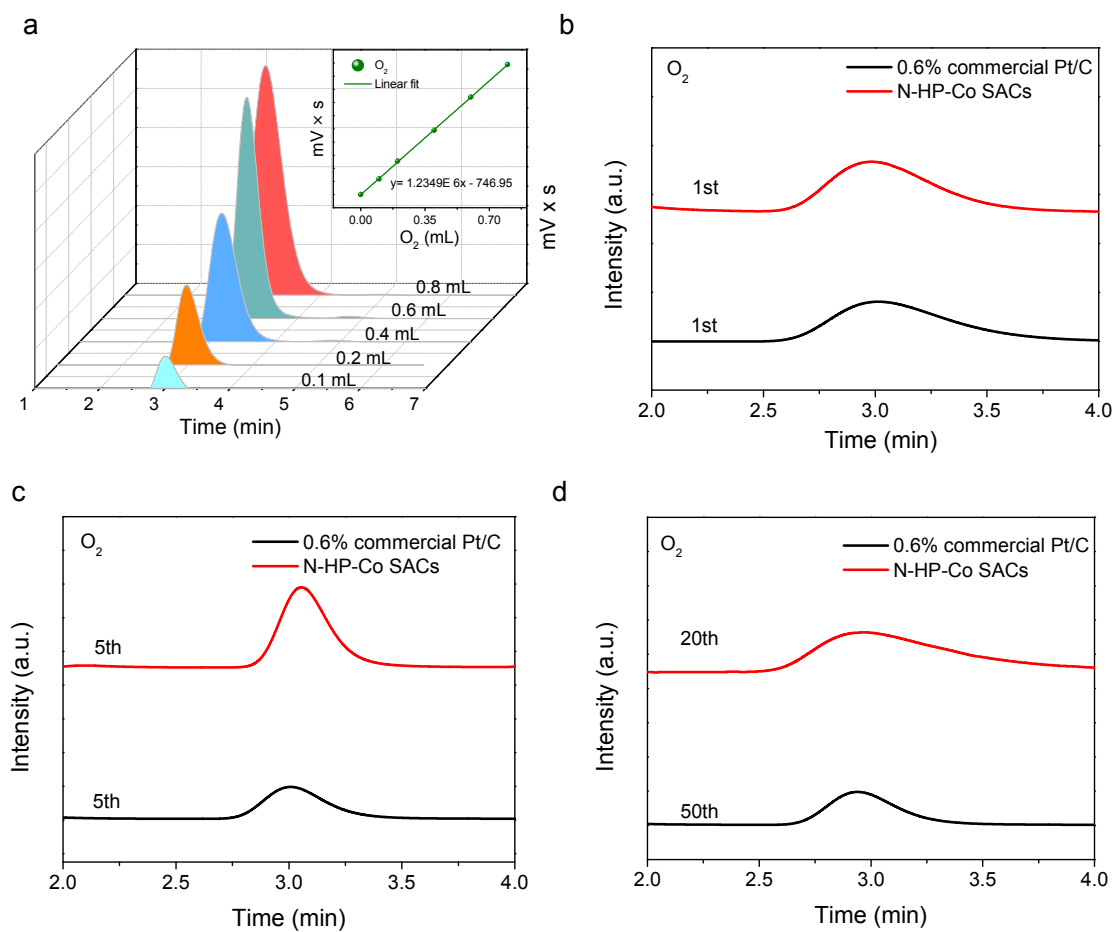 a
O₂
Linear fit
mV × s
y= 1.2349E 6x - 746.95
0.00 0.35 0.70
O₂ (mL)
mV × s
0.8 mL
0.6 mL
0.4 mL
0.2 mL
0.1 mL
1 2 3 4 5 6 7
Time (min)
b
O₂
0.6% commercial Pt/C
N-HP-Co SACs
1st
1st
Intensity (a.u.)
2.0 2.5 3.0 3.5 4.0
Time (min)
c
O₂
0.6% commercial Pt/C
N-HP-Co SACs
5th
5th
Intensity (a.u.)
2.0 2.5 3.0 3.5 4.0
Time (min)
d
O₂
0.6% commercial Pt/C
N-HP-Co SACs
20th
50th
Intensity (a.u.)
2.0 2.5 3.0 3.5 4.0
Time (min)